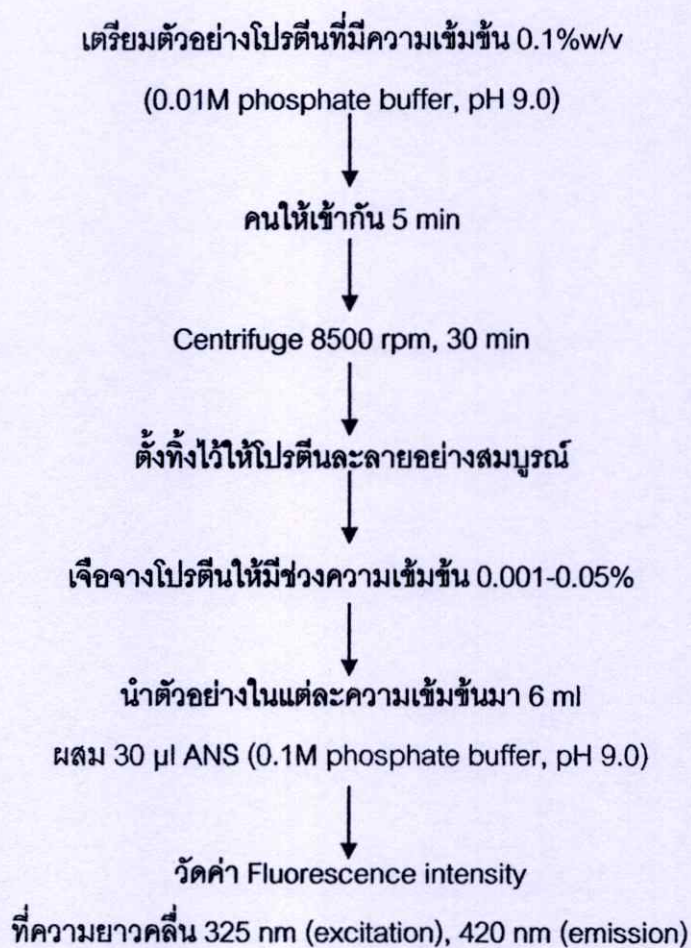 เตรียมตัวอย่างโปรตีนที่มีความเข้มข้น 0.1%w/v
(0.01M phosphate buffer, pH 9.0)
คนให้เข้ากัน 5 min
Centrifuge 8500 rpm, 30 min
ตั้งทิ้งไว้ให้โปรตีนละลายอย่างสมบูรณ์
เจือจางโปรตีนให้มีช่วงความเข้มข้น 0.001-0.05%
นำตัวอย่างในแต่ละความเข้มข้นมา 6 ml
ผสม 30 µl ANS (0.1M phosphate buffer, pH 9.0)
วัดค่า Fluorescence intensity
ที่ความยาวคลื่น 325 nm (excitation), 420 nm (emission)